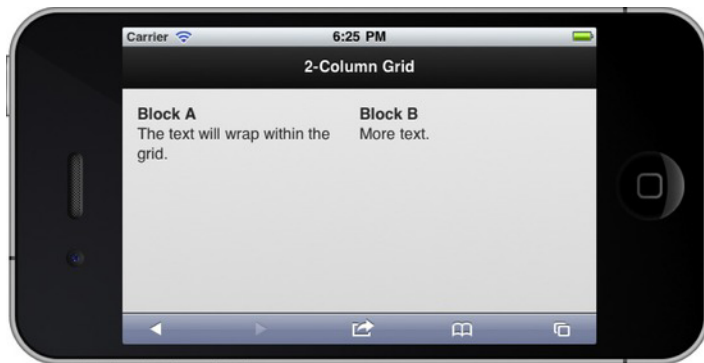 Carrier 6:25 PM
2-Column Grid
Block A
The text will wrap within the
grid.
Block B
More text.